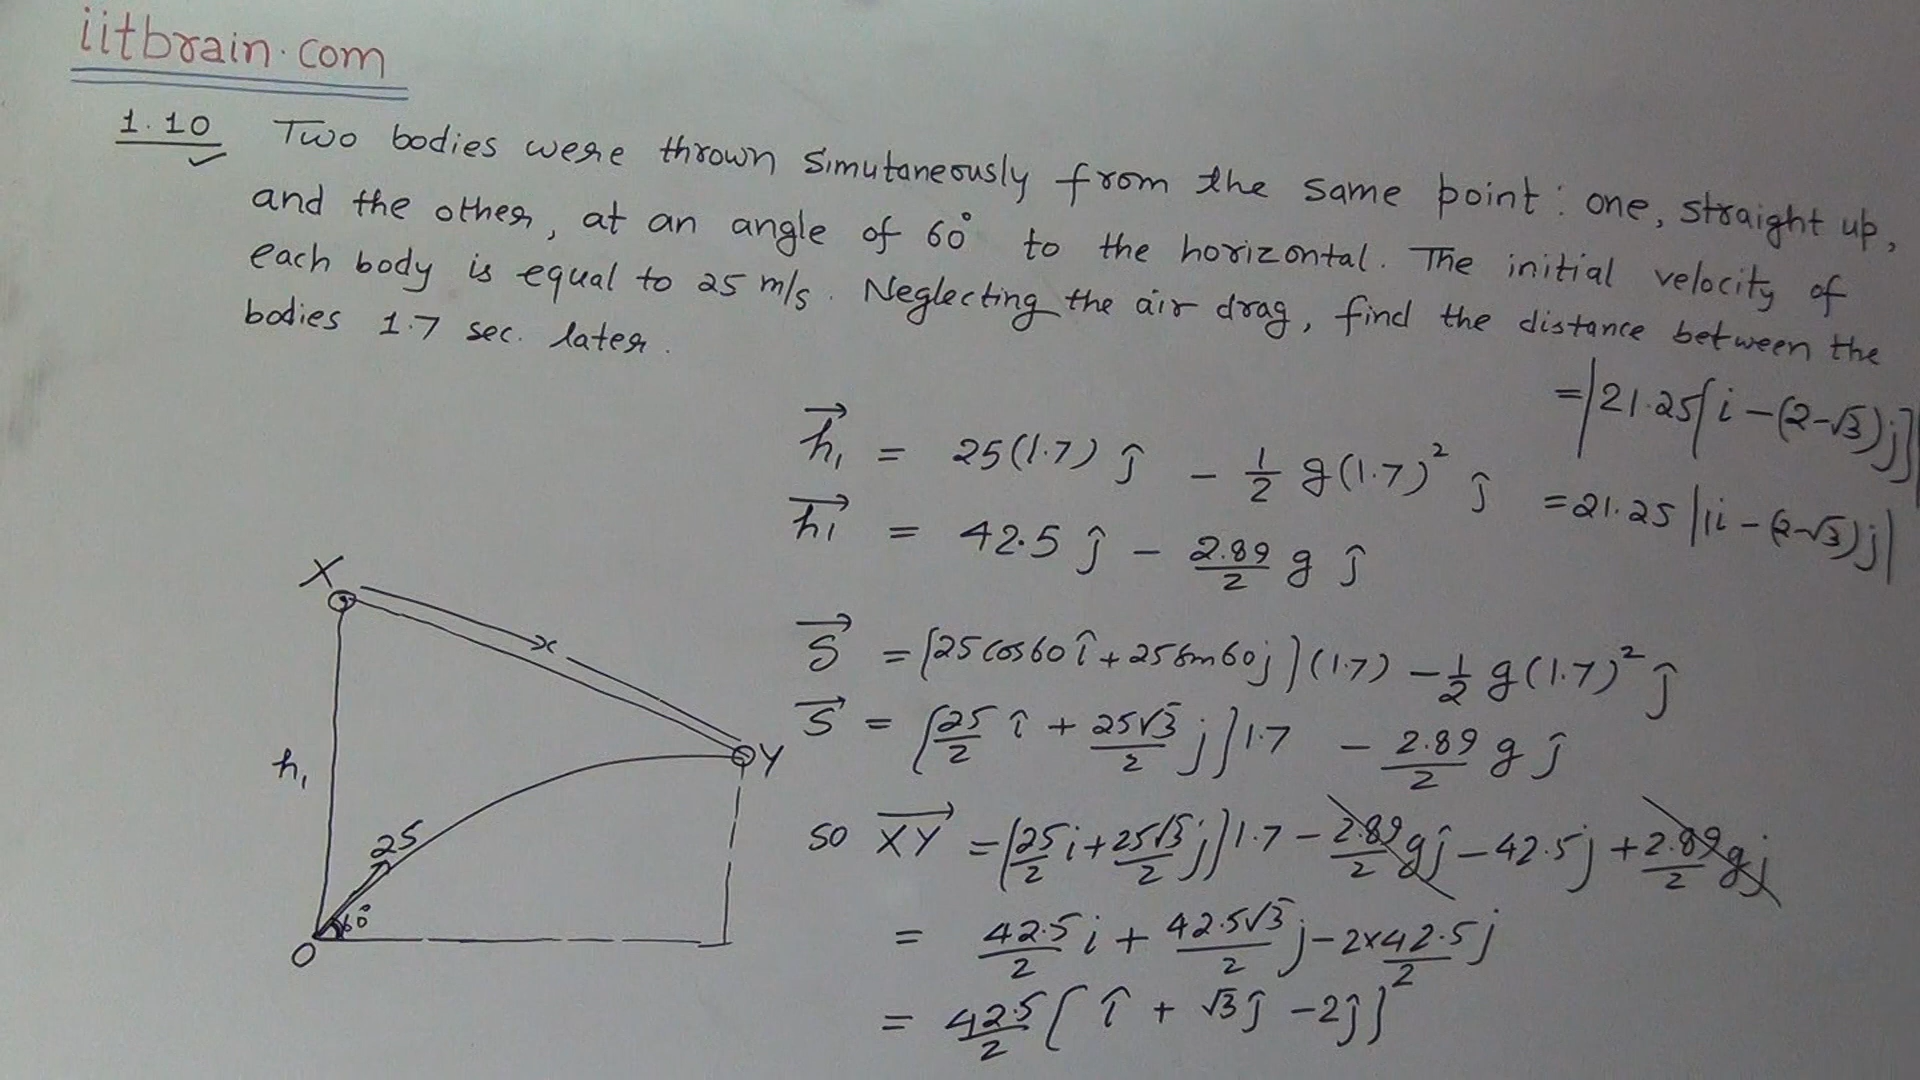 iitbrain.com
1.10 Two bodies were thrown Simutaneously from the same point: one, straight up,
and the other, at an angle of 60° to the horizontal. The initial velocity of
each body is equal to 25 m/s. Neglecting the air drag, find the distance between the
bodies 1.7 sec. later.
= |21.25[i - (2-√3)j]|
h₁ = 25(1.7) ĵ - 1/2 g(1.7)² ĵ
= 21.25 |i - (2-√3)j|
h₁ = 42.5 ĵ - 2.89/2 g ĵ
S = [25 cos60 î + 25 sin60 j](1.7) - 1/2 g(1.7)² ĵ
S = [25/2 î + 25√3/2 j]1.7 - 2.89/2 g ĵ
so XY = [25/2 i + 25√3/2 j]1.7 - 2.89/2 gj - 42.5j + 2.89/2 gj
= 42.5/2 i + 42.5√3/2 j - 2×42.5/2 j
= 42.5/2 [î + √3ĵ - 2ĵ]
X
x
Y
h₁
25
60°
O